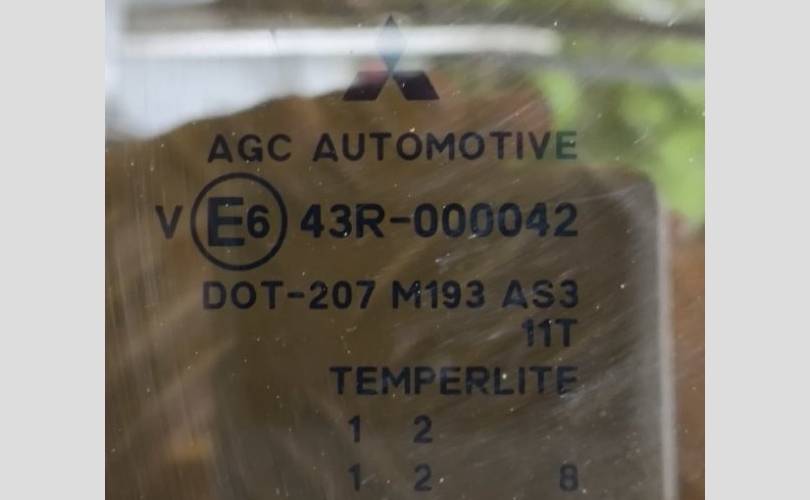 AGC AUTOMOTIVE
V E6 43R-000042
DOT-207 M193 AS3
11T
TEMPERLITE
1 2
1 2 8